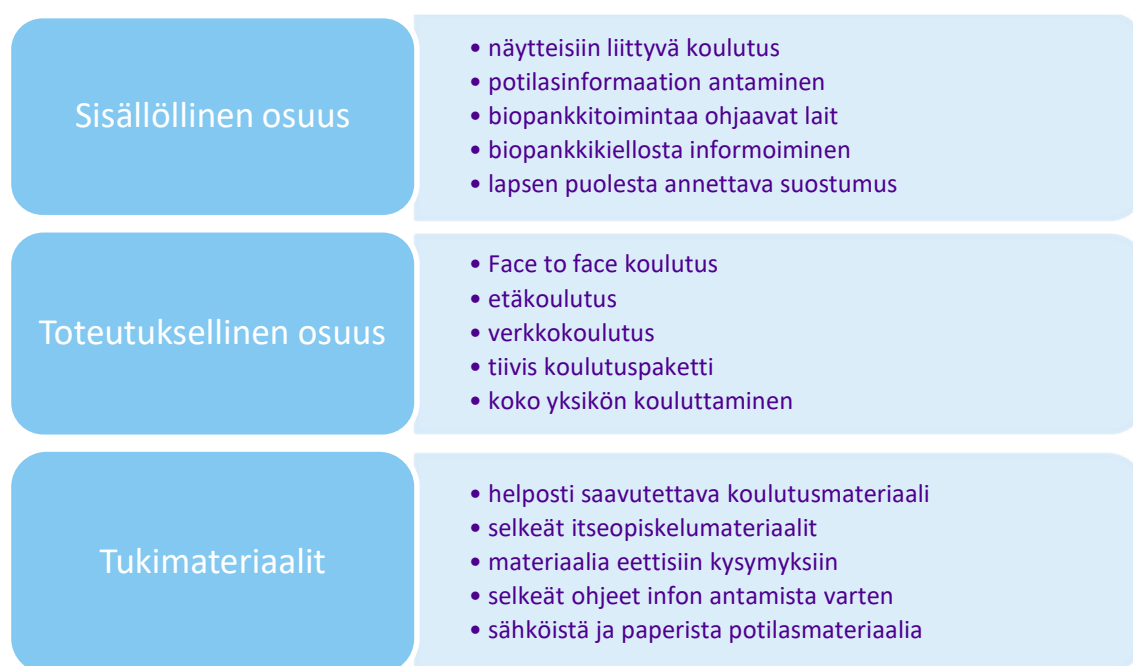 Sisällöllinen osuus
• näytteisiin liittyvä koulutus
• potilasinformaation antaminen
• biopankkitoimintaa ohjaavat lait
• biopankkikiellosta informoiminen
• lapsen puolesta annettava suostumus
Toteutuksellinen osuus
• Face to face koulutus
• etäkoulutus
• verkkokoulutus
• tiivis koulutuspaketti
• koko yksikön kouluttaminen
Tukimateriaalit
• helposti saavutettava koulutusmateriaali
• selkeät itseopiskelumateriaalit
• materiaalia eettisiin kysymyksiin
• selkeät ohjeet infon antamista varten
• sähköistä ja paperista potilasmateriaalia